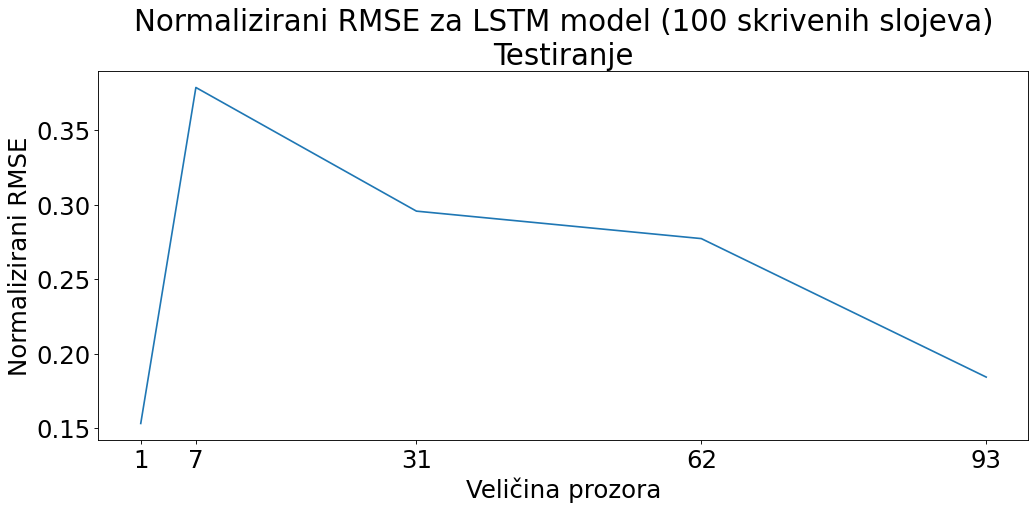 Normalizirani RMSE za LSTM model (100 skrivenih slojeva)
Testiranje
Normalizirani RMSE
0.35
0.30
0.25
0.20
0.15
1 7 31 62 93
Veličina prozora